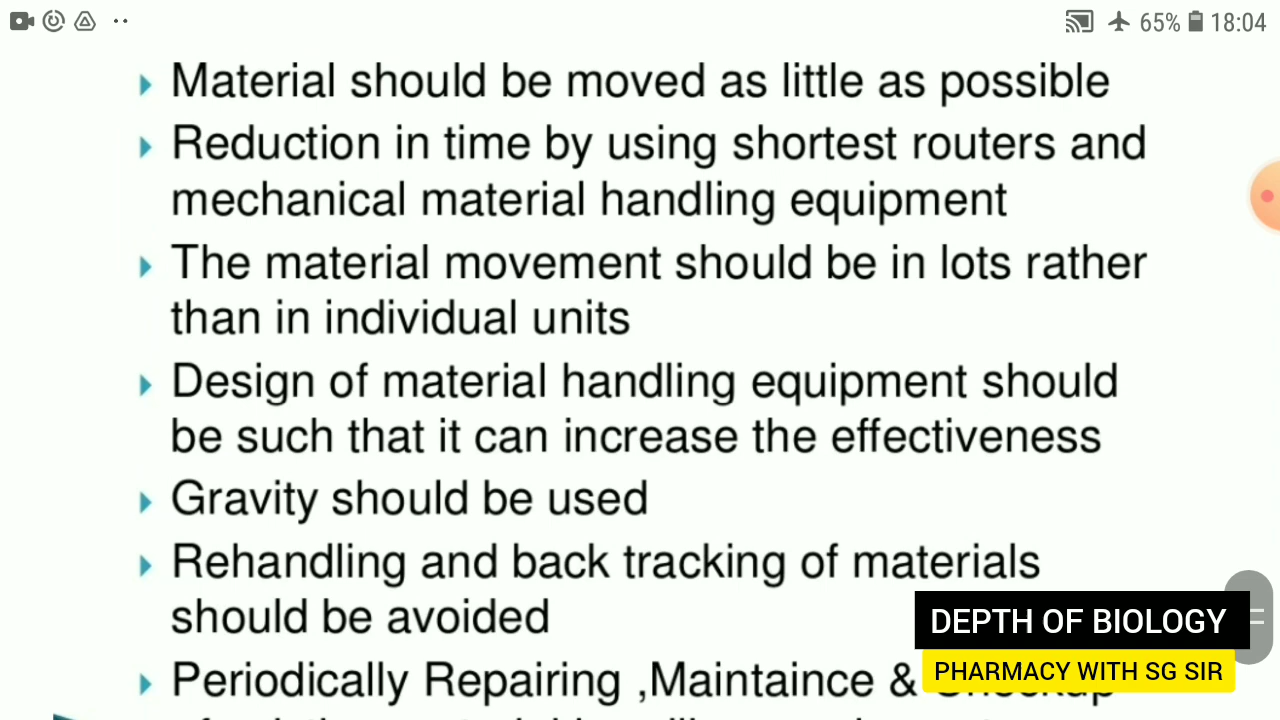 65% 18:04
Material should be moved as little as possible
Reduction in time by using shortest routers and
mechanical material handling equipment
The material movement should be in lots rather
than in individual units
Design of material handling equipment should
be such that it can increase the effectiveness
Gravity should be used
Rehandling and back tracking of materials
should be avoided
DEPTH OF BIOLOGY
PHARMACY WITH SG SIR
Periodically Repairing ,Maintaince &